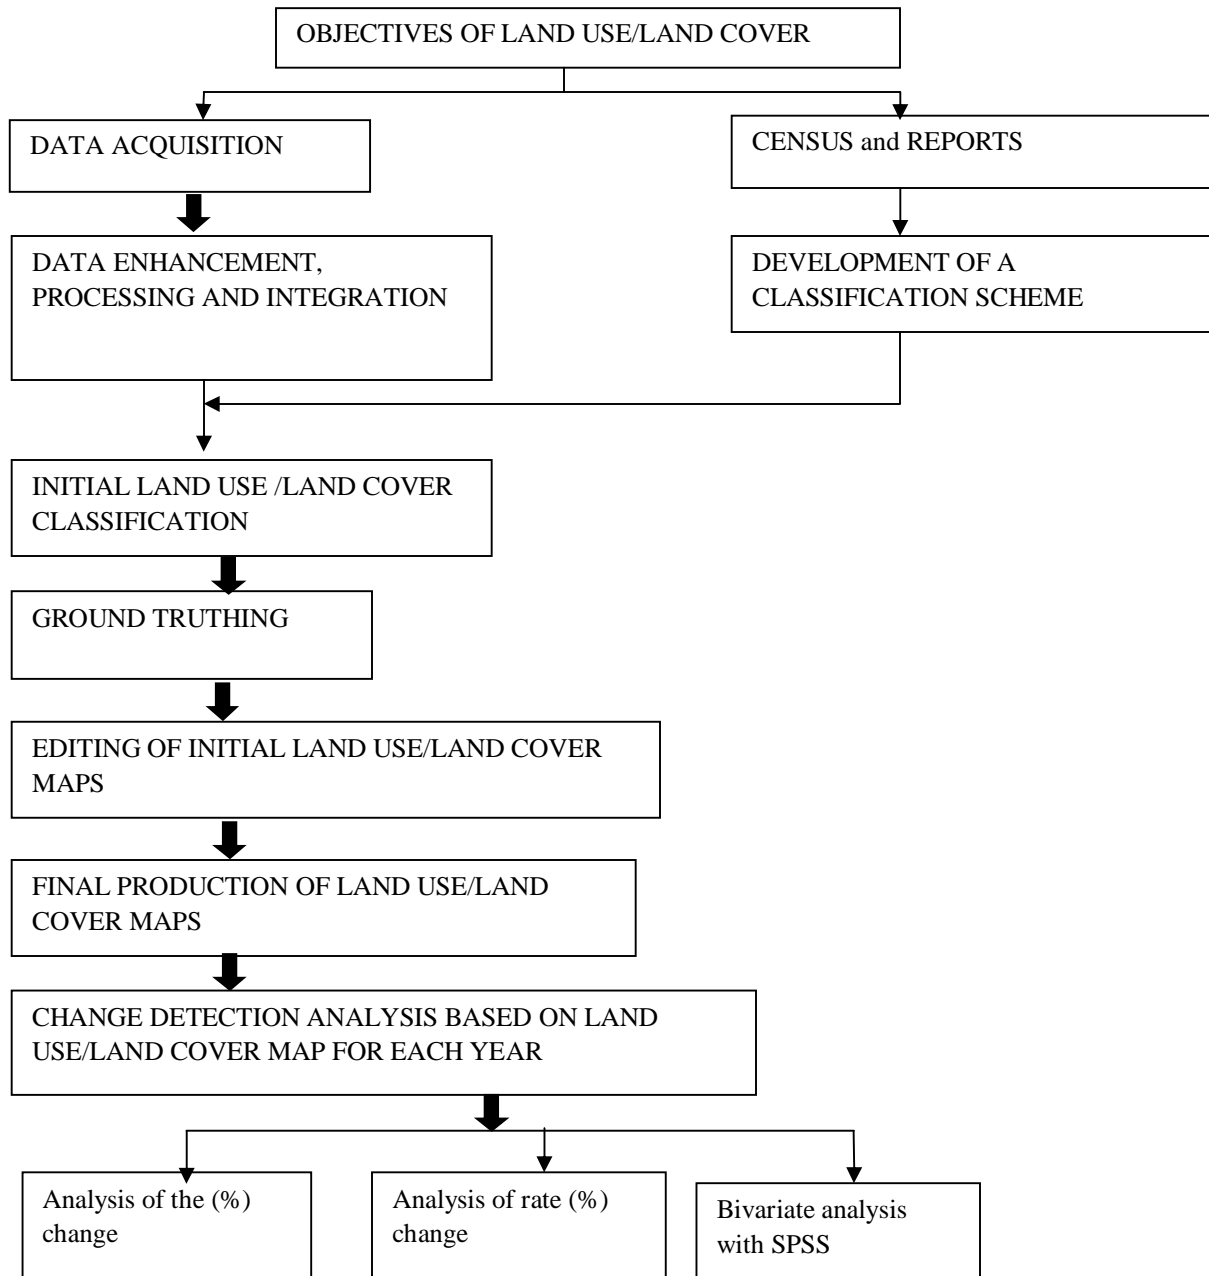 OBJECTIVES OF LAND USE/LAND COVER
DATA ACQUISITION
CENSUS and REPORTS
DATA ENHANCEMENT,
PROCESSING AND INTEGRATION
DEVELOPMENT OF A
CLASSIFICATION SCHEME
INITIAL LAND USE /LAND COVER
CLASSIFICATION
GROUND TRUTHING
EDITING OF INITIAL LAND USE/LAND COVER
MAPS
FINAL PRODUCTION OF LAND USE/LAND
COVER MAPS
CHANGE DETECTION ANALYSIS BASED ON LAND
USE/LAND COVER MAP FOR EACH YEAR
Analysis of the (%)
change
Analysis of rate (%)
change
Bivariate analysis
with SPSS